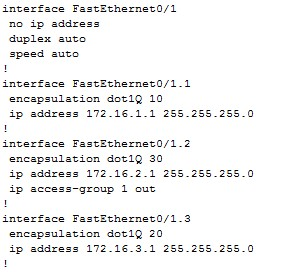 interface FastEthernet0/1
 no ip address
 duplex auto
 speed auto
!
interface FastEthernet0/1.1
 encapsulation dot1Q 10
 ip address 172.16.1.1 255.255.255.0
!
interface FastEthernet0/1.2
 encapsulation dot1Q 30
 ip address 172.16.2.1 255.255.255.0
 ip access-group 1 out
!
interface FastEthernet0/1.3
 encapsulation dot1Q 20
 ip address 172.16.3.1 255.255.255.0
!